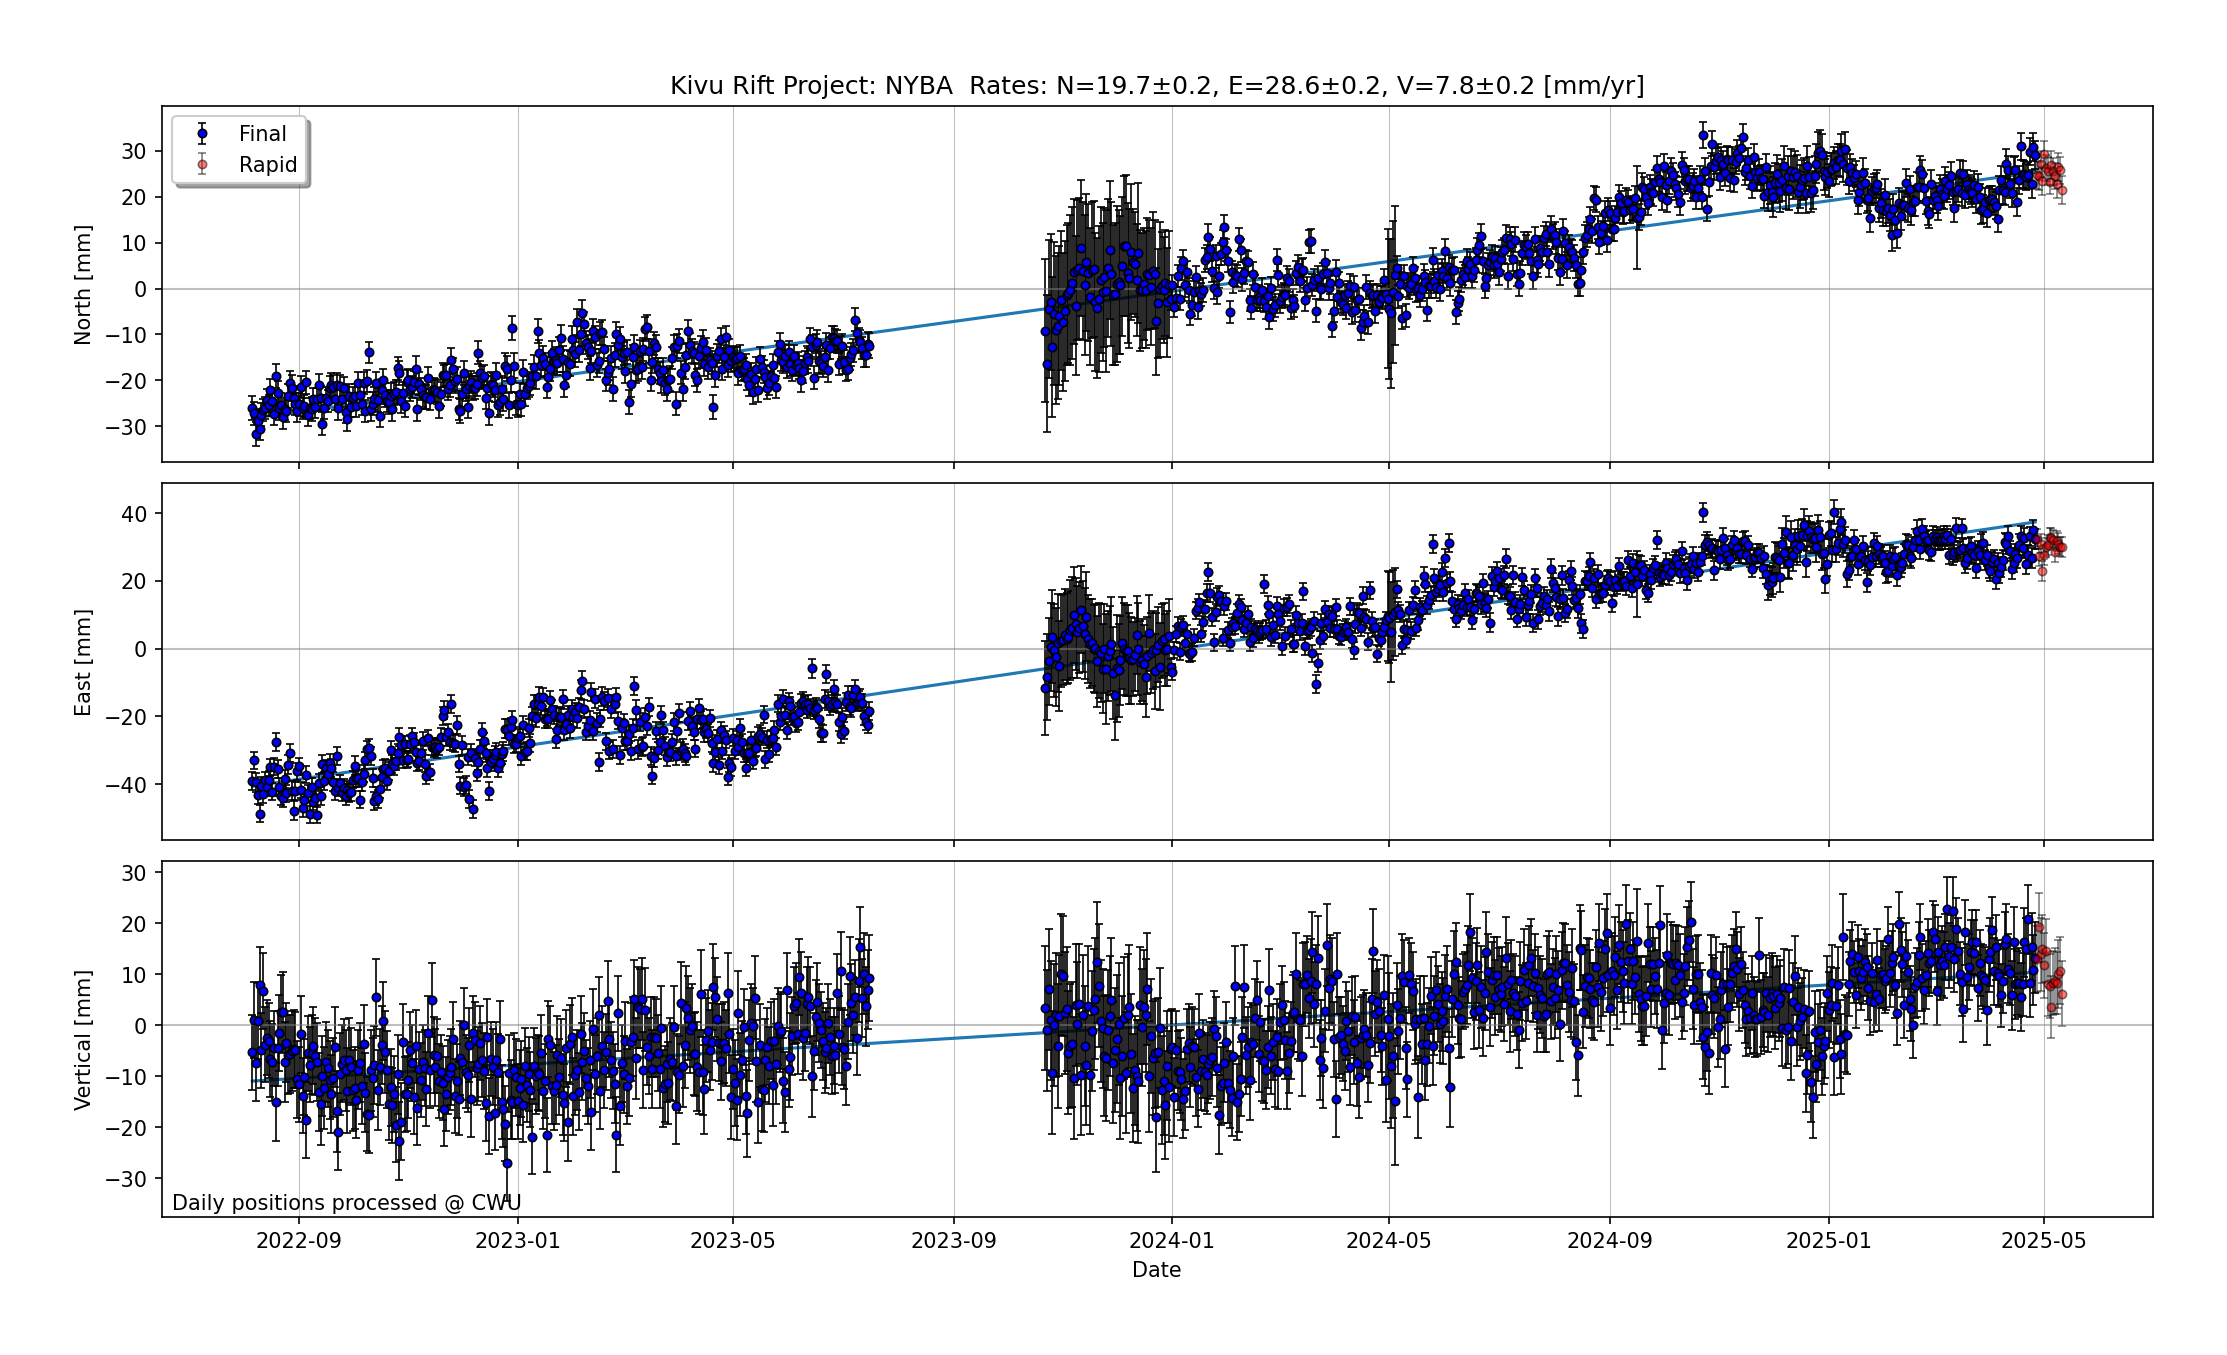 Kivu Rift Project: NYBA  Rates: N=19.7±0.2, E=28.6±0.2, V=7.8±0.2 [mm/yr]
Final
Rapid
North [mm]
30
20
10
0
−10
−20
−30
East [mm]
40
20
0
−20
−40
Vertical [mm]
30
20
10
0
−10
−20
−30
Daily positions processed @ CWU
2022-09 2023-01 2023-05 2023-09 2024-01 2024-05 2024-09 2025-01 2025-05
Date